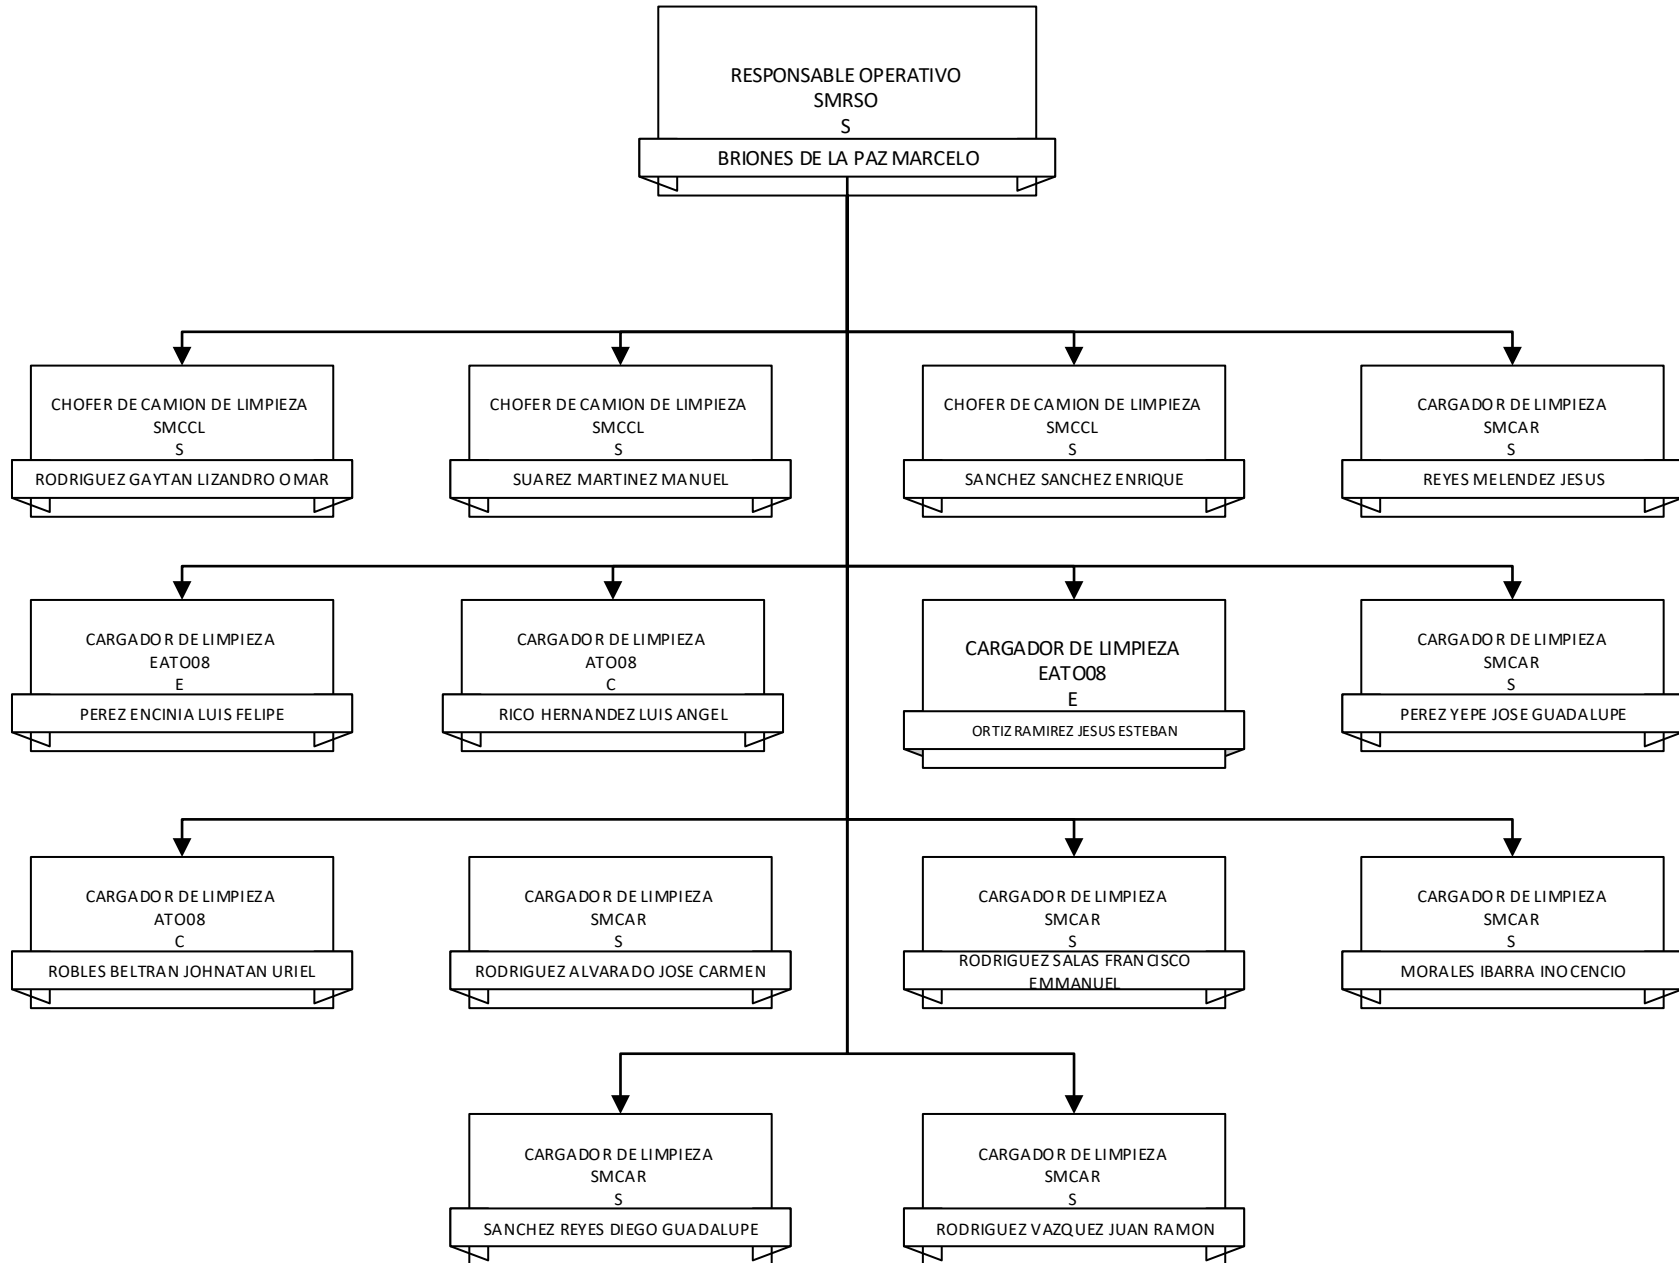 RESPONSABLE OPERATIVO
SMRSO
S
BRIONES DE LA PAZ MARCELO
CHOFER DE CAMION DE LIMPIEZA
SMCCL
S
RODRIGUEZ GAYTAN LIZANDRO OMAR
CHOFER DE CAMION DE LIMPIEZA
SMCCL
S
SUAREZ MARTINEZ MANUEL
CHOFER DE CAMION DE LIMPIEZA
SMCCL
S
SANCHEZ SANCHEZ ENRIQUE
CARGADOR DE LIMPIEZA
SMCAR
S
REYES MELENDEZ JESUS
CARGADOR DE LIMPIEZA
EATO08
E
PEREZ ENCINIA LUIS FELIPE
CARGADOR DE LIMPIEZA
ATO08
C
RICO HERNANDEZ LUIS ANGEL
CARGADOR DE LIMPIEZA
EATO08
E
ORTIZ RAMIREZ JESUS ESTEBAN
CARGADOR DE LIMPIEZA
SMCAR
S
PEREZ YEPE JOSE GUADALUPE
CARGADOR DE LIMPIEZA
ATO08
C
ROBLES BELTRAN JOHNATAN URIEL
CARGADOR DE LIMPIEZA
SMCAR
S
RODRIGUEZ ALVARADO JOSE CARMEN
CARGADOR DE LIMPIEZA
SMCAR
S
RODRIGUEZ SALAS FRANCISCO
EMMANUEL
CARGADOR DE LIMPIEZA
SMCAR
S
MORALES IBARRA INOCENCIO
CARGADOR DE LIMPIEZA
SMCAR
S
SANCHEZ REYES DIEGO GUADALUPE
CARGADOR DE LIMPIEZA
SMCAR
S
RODRIGUEZ VAZQUEZ JUAN RAMON